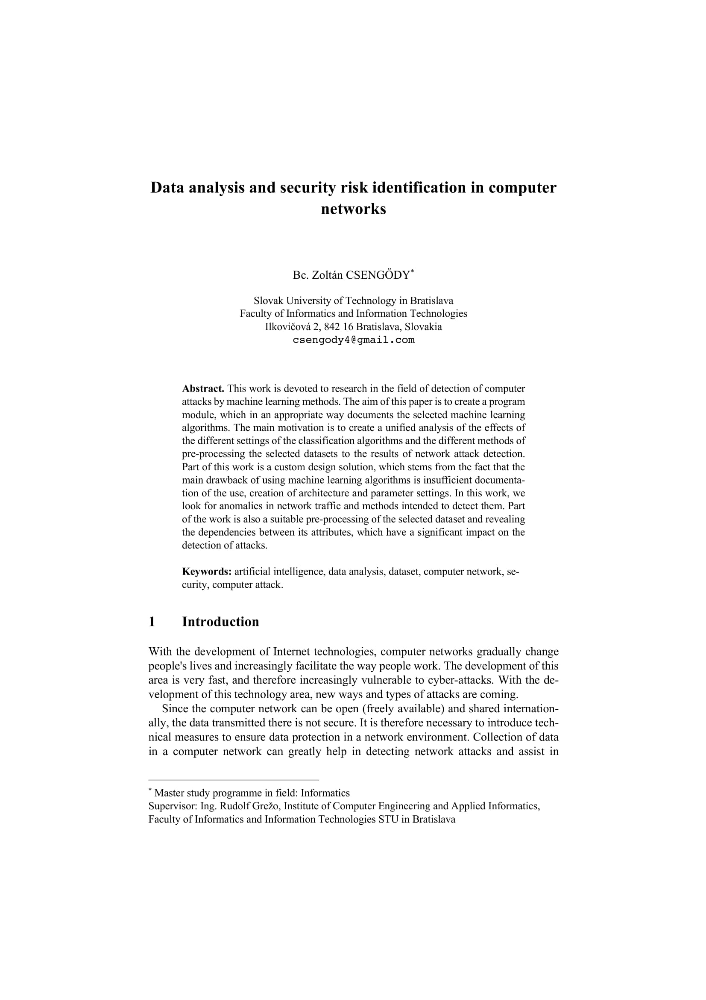 Data analysis and security risk identification in computer
networks
Bc. Zoltán CSENGŐDY*
Slovak University of Technology in Bratislava
Faculty of Informatics and Information Technologies
Ilkovičová 2, 842 16 Bratislava, Slovakia
csengody4@gmail.com
Abstract. This work is devoted to research in the field of detection of computer
attacks by machine learning methods. The aim of this paper is to create a program
module, which in an appropriate way documents the selected machine learning
algorithms. The main motivation is to create a unified analysis of the effects of
the different settings of the classification algorithms and the different methods of
pre-processing the selected datasets to the results of network attack detection.
Part of this work is a custom design solution, which stems from the fact that the
main drawback of using machine learning algorithms is insufficient documenta-
tion of the use, creation of architecture and parameter settings. In this work, we
look for anomalies in network traffic and methods intended to detect them. Part
of the work is also a suitable pre-processing of the selected dataset and revealing
the dependencies between its attributes, which have a significant impact on the
detection of attacks.
Keywords: artificial intelligence, data analysis, dataset, computer network, se-
curity, computer attack.
1 Introduction
With the development of Internet technologies, computer networks gradually change
people's lives and increasingly facilitate the way people work. The development of this
area is very fast, and therefore increasingly vulnerable to cyber-attacks. With the de-
velopment of this technology area, new ways and types of attacks are coming.
Since the computer network can be open (freely available) and shared internation-
ally, the data transmitted there is not secure. It is therefore necessary to introduce tech-
nical measures to ensure data protection in a network environment. Collection of data
in a computer network can greatly help in detecting network attacks and assist in
* Master study programme in field: Informatics
Supervisor: Ing. Rudolf Grežo, Institute of Computer Engineering and Applied Informatics,
Faculty of Informatics and Information Technologies STU in Bratislava